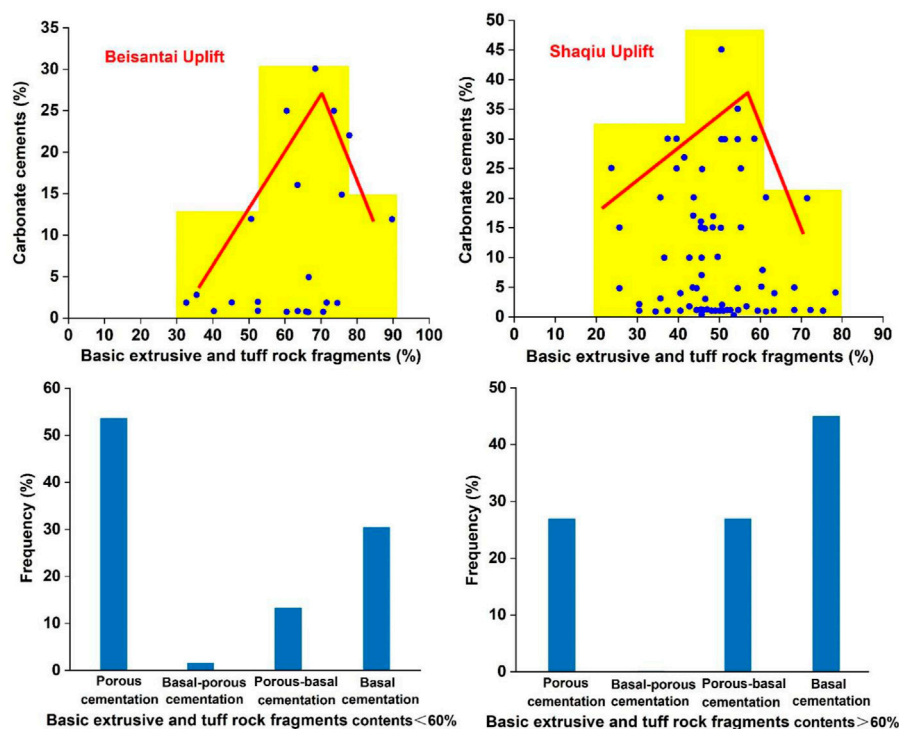 35
30
25
20
15
10
5
0
Carbonate cements (%)
Beisantai Uplift
0 10 20 30 40 50 60 70 80 90 100
Basic extrusive and tuff rock fragments (%)
50
45
40
35
30
25
20
15
10
5
0
Carbonate cements (%)
Shaqiu Uplift
0 10 20 30 40 50 60 70 80 90
Basic extrusive and tuff rock fragments (%)
60
50
40
30
20
10
0
Frequency (%)
Porous Basal-porous Porous-basal Basal
cementation cementation cementation cementation
Basic extrusive and tuff rock fragments contents＜60%
50
40
30
20
10
0
Frequency (%)
Porous Basal-porous Porous-basal Basal
cementation cementation cementation cementation
Basic extrusive and tuff rock fragments contents＞60%